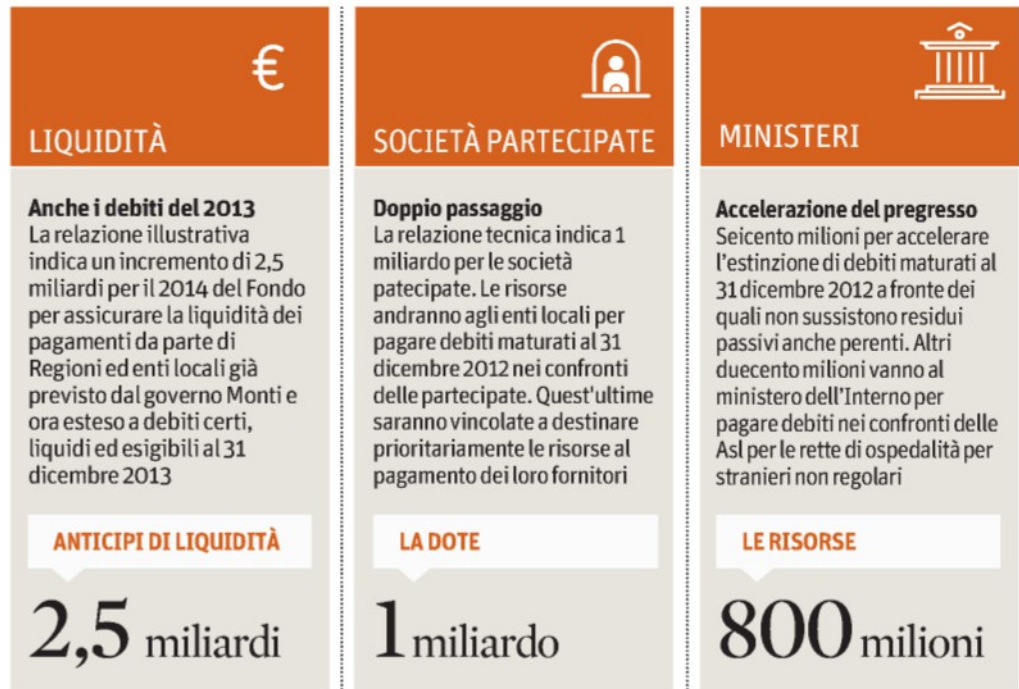 €
LIQUIDITÀ
Anche i debiti del 2013
La relazione illustrativa
indica un incremento di 2,5
miliardi per il 2014 del Fondo
per assicurare la liquidità dei
pagamenti da parte di
Regioni ed enti locali già
previsto dal governo Monti e
ora esteso a debiti certi,
liquidi ed esigibili al 31
dicembre 2013
ANTICIPI DI LIQUIDITÀ
2,5 miliardi
SOCIETÀ PARTECIPATE
Doppio passaggio
La relazione tecnica indica 1
miliardo per le società
patecipate. Le risorse
andranno agli enti locali per
pagare debiti maturati al 31
dicembre 2012 nei confronti
delle partecipate. Quest'ultime
saranno vincolate a destinare
prioritariamente le risorse al
pagamento dei loro fornitori
LA DOTE
1 miliardo
MINISTERI
Accelerazione del pregresso
Seicento milioni per accelerare
l'estinzione di debiti maturati al
31 dicembre 2012 a fronte dei
quali non sussistono residui
passivi anche perenti. Altri
duecento milioni vanno al
ministero dell'Interno per
pagare debiti nei confronti delle
Asl per le rette di ospedalità per
stranieri non regolari
LE RISORSE
800 milioni